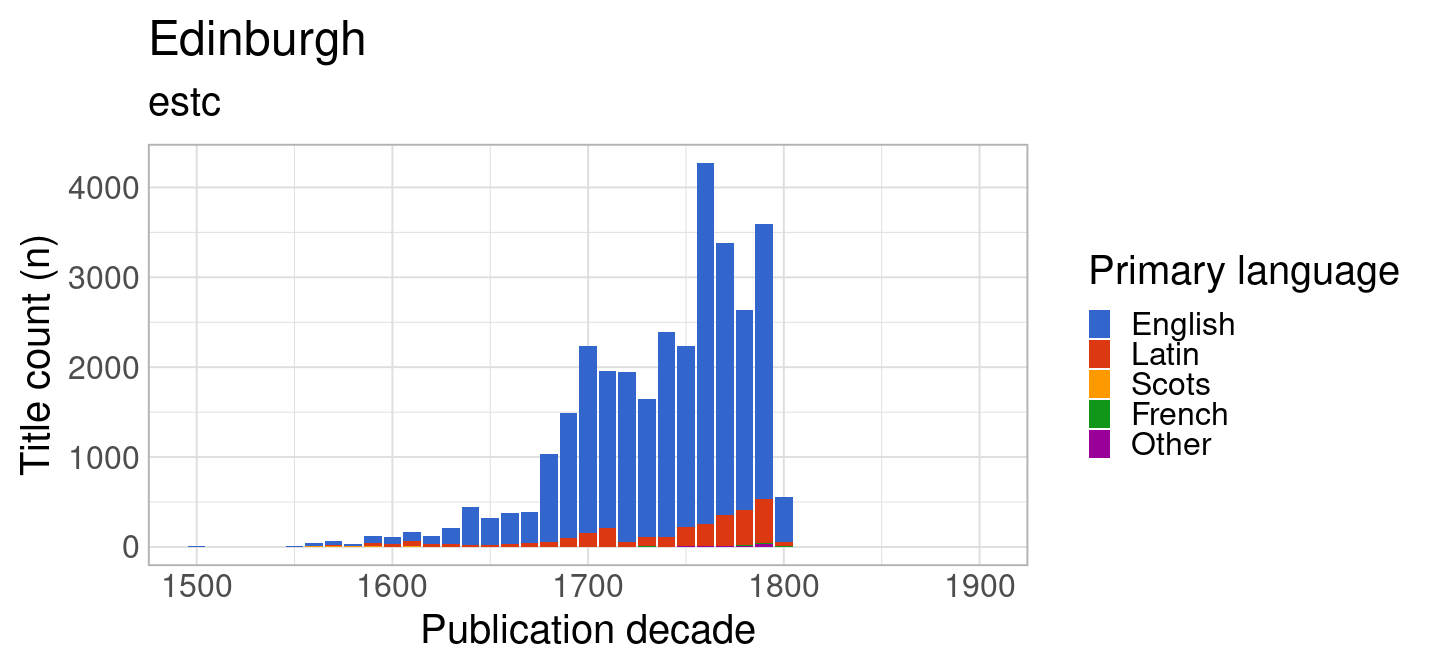 Edinburgh
estc
Title count (n)
4000
3000
2000
1000
0
1500 1600 1700 1800 1900
Publication decade
Primary language
English
Latin
Scots
French
Other